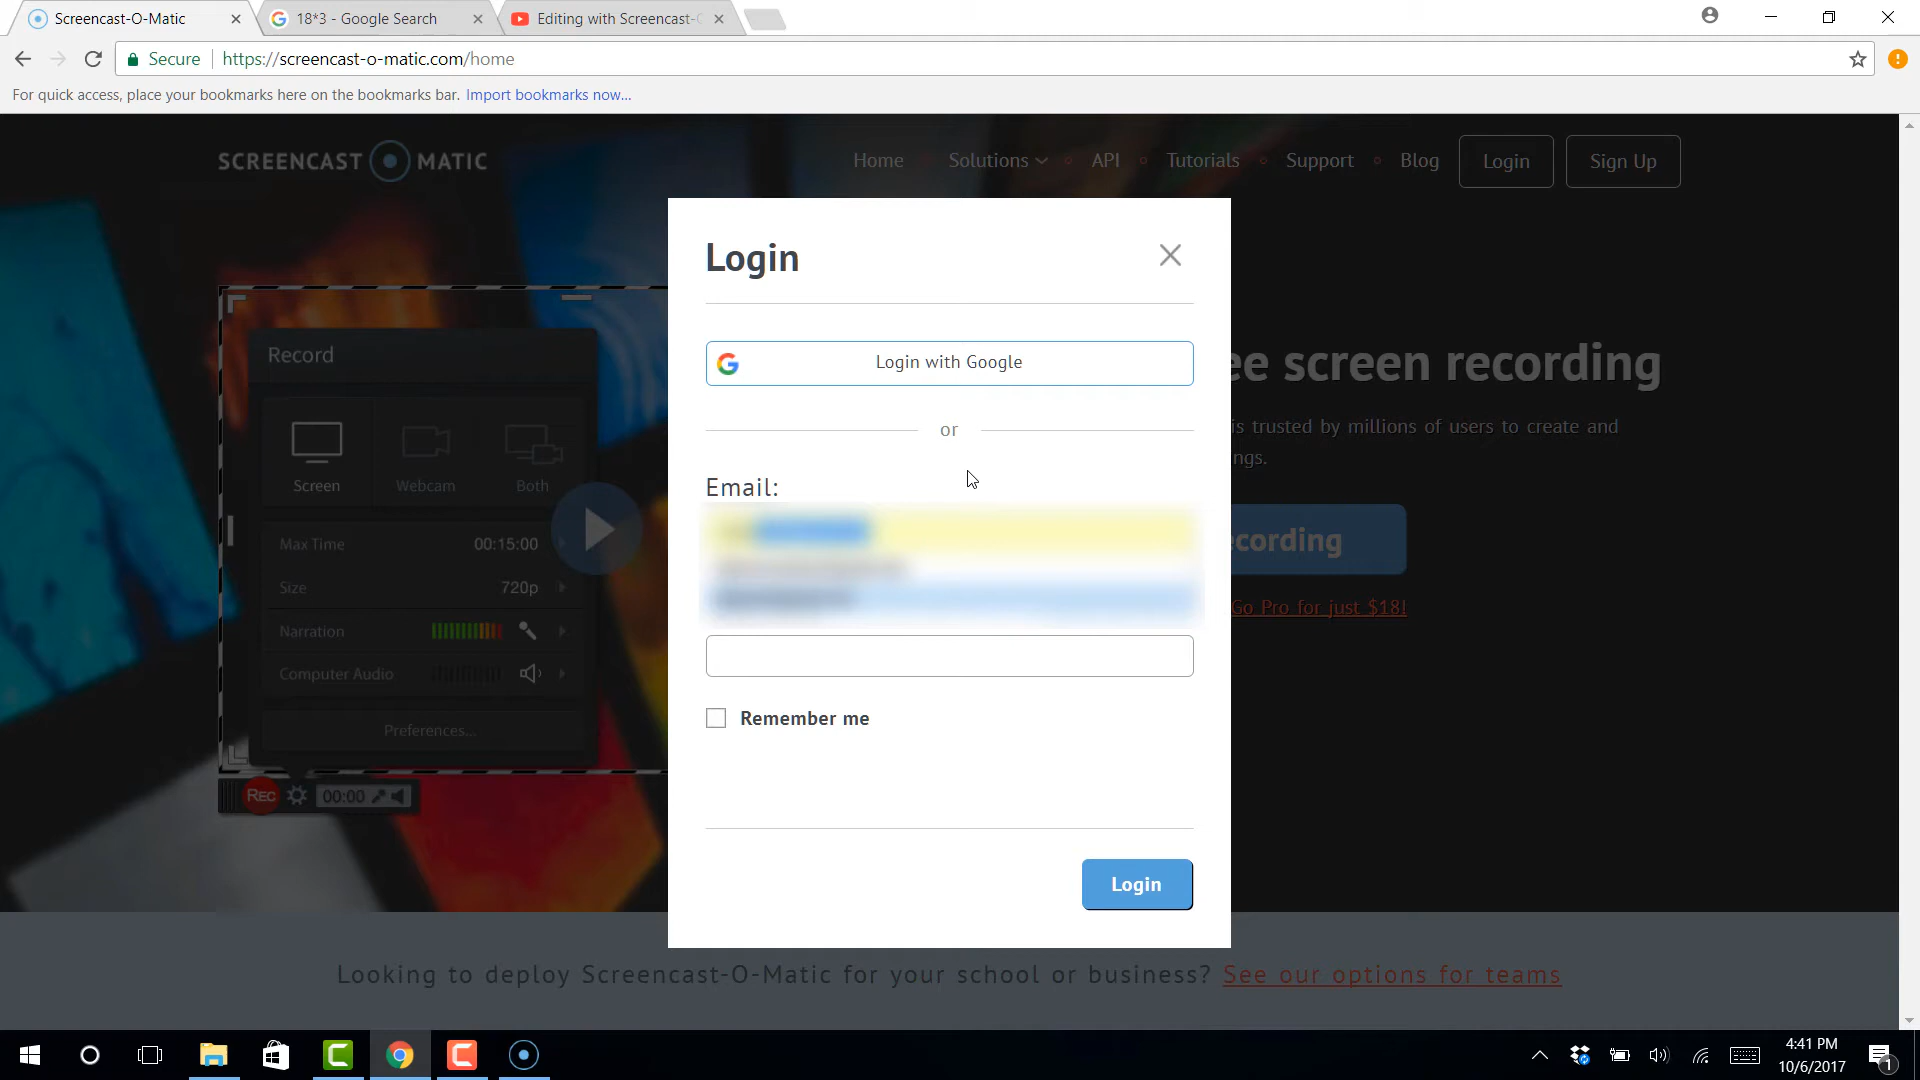 Screencast-O-Matic
18*3 - Google Search
Editing with Screencast-
Secure
https://screencast-o-matic.com/home
For quick access, place your bookmarks here on the bookmarks bar. Import bookmarks now...
SCREENCAST MATIC
Home
Solutions
API
Tutorials
Support
Blog
Login
Sign Up
Login
Login with Google
or
Email:
Remember me
Login
Record
Screen
Webcam
Both
Max Time 00:15:00
Size 720p
Narration
Computer Audio
Preferences...
Rec
00:00
ee screen recording
is trusted by millions of users to create and
ngs.
ecording
Go Pro for just $18!
Looking to deploy Screencast-O-Matic for your school or business? See our options for teams
4:41 PM
10/6/2017
1